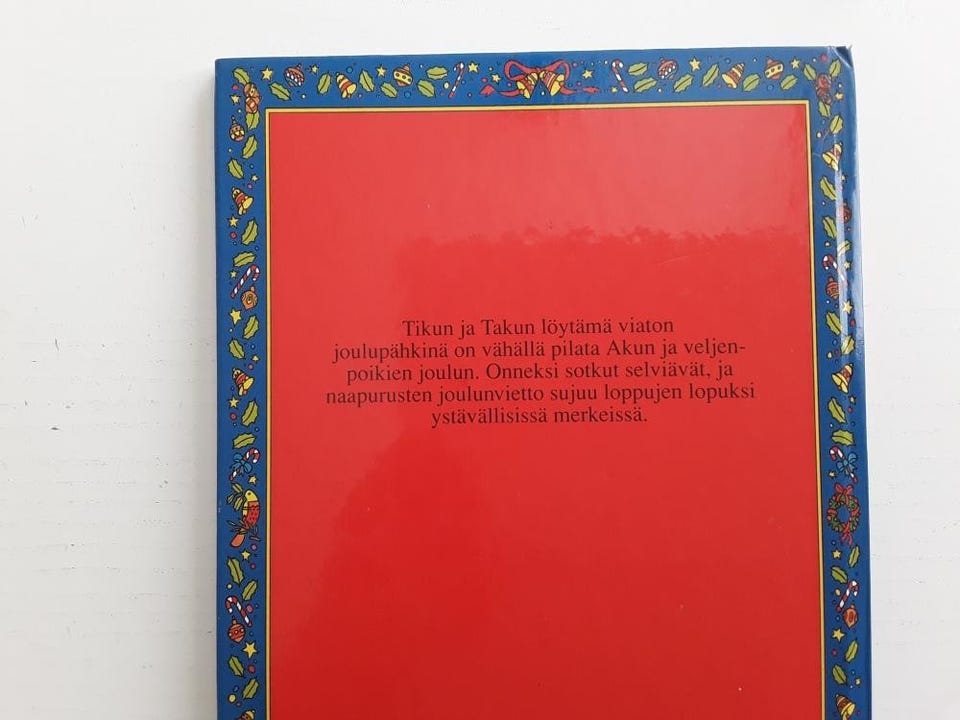 Tikun ja Takun löytämä viaton
joulupähkinä on vähällä pilata Akun ja veljen-
poikien joulun. Onneksi sotkut selviävät, ja
naapurusten joulunvietto sujuu loppujen lopuksi
ystävällisissä merkeissä.